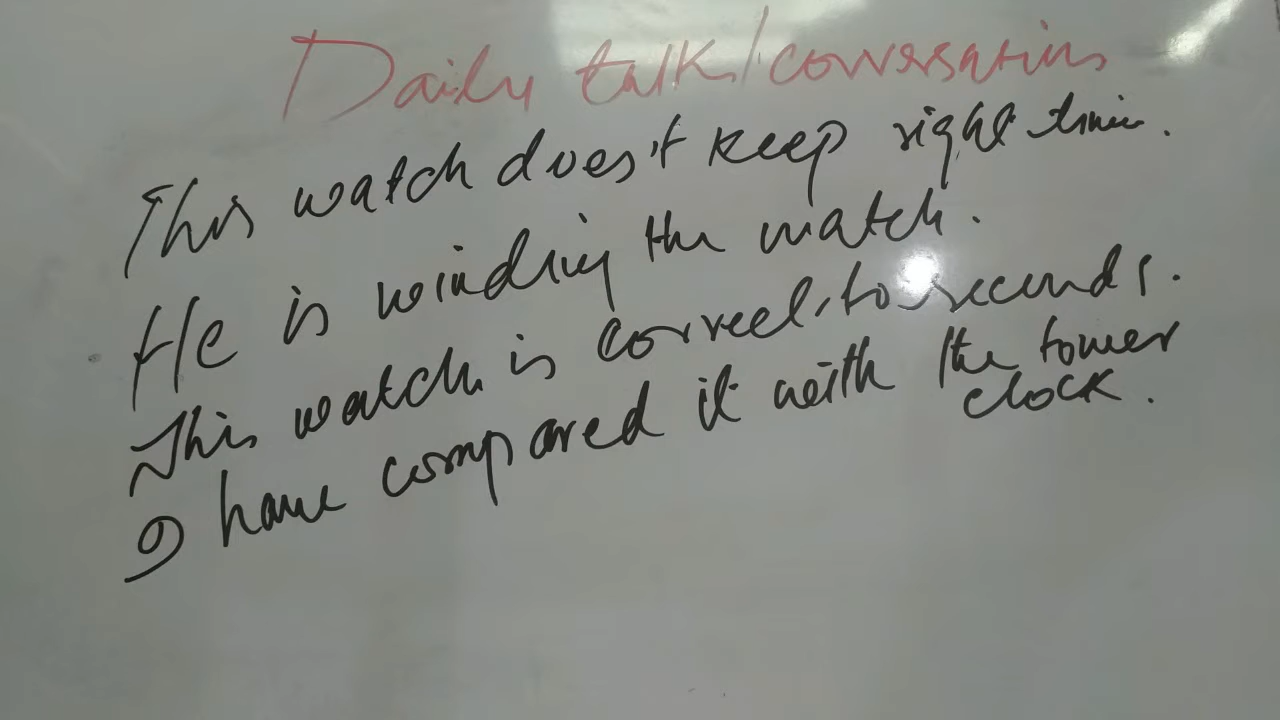 Daily talk/conversation
This watch does't keep right time.
He is winding the watch.
This watch is correct to seconds.
I have compared it with the tower
clock.